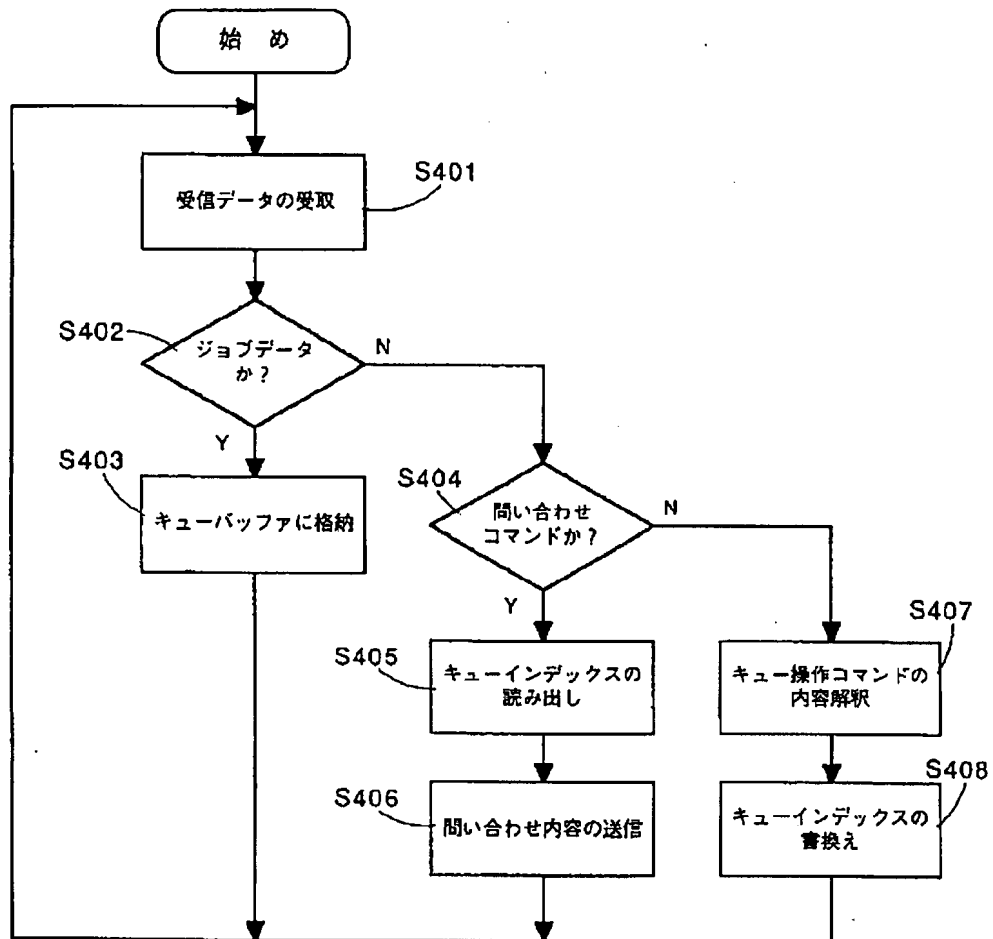 始 め
S401
受信データの受取
S402
ジョブデータ
か？
N
Y
S403
キューバッファに格納
S404
問い合わせ
コマンドか？
N
Y
S405
キューインデックスの
読み出し
S407
キュー操作コマンドの
内容解釈
S406
問い合わせ内容の送信
S408
キューインデックスの
書換え